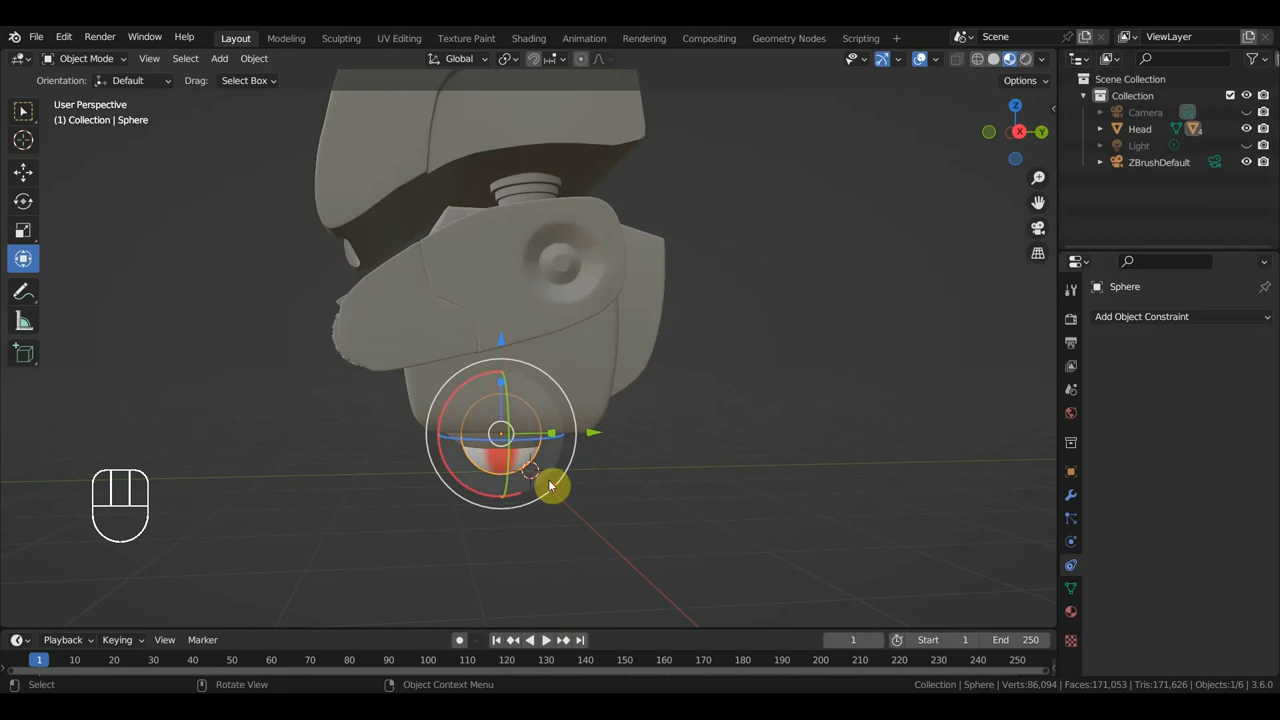 File Edit Render Window Help Layout Modeling Sculpting UV Editing Texture Paint Shading Animation Rendering Compositing Geometry Nodes Scripting + Scene ViewLayer
Object Mode View Select Add Object Global
Orientation: Default Drag: Select Box Options
User Perspective
(1) Collection | Sphere
Z
X
Y
Scene Collection
Collection
Camera
Head
Light
ZBrushDefault
Sphere
Add Object Constraint
Playback Keying View Marker 1 Start 1 End 250
1 10 20 30 40 50 60 70 80 90 100 110 120 130 140 150 160 170 180 190 200 210 220 230 240 250
Select Rotate View Object Context Menu Collection | Sphere | Verts:86,094 | Faces:171,053 | Tris:171,626 | Objects:1/6 | 3.6.0